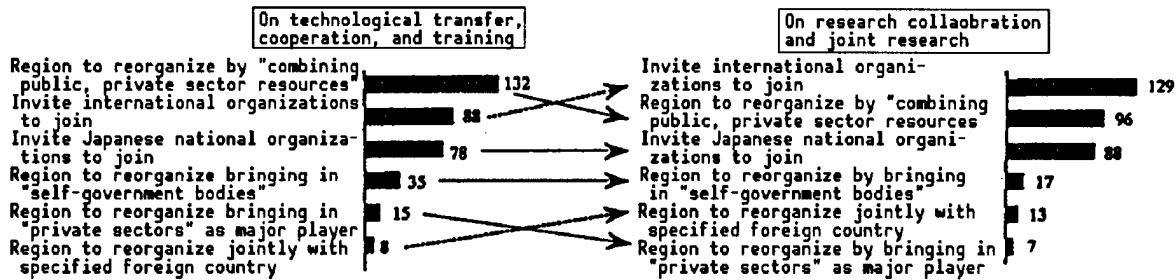 On technological transfer,
cooperation, and training
Region to reorganize by "combining
public, private sector resources"
132
Invite international organizations
to join
88
Invite Japanese national organiza-
tions to join
78
Region to reorganize bringing in
"self-government bodies"
35
Region to reorganize bringing in
"private sectors" as major player
15
Region to reorganize jointly with
specified foreign country
8
On research collaobration
and joint research
Invite international organi-
zations to join
129
Region to reorganize by "combining
public, private sector resources
96
Invite Japanese national organi-
zations to join
88
Region to reorganize by bringing
in "self-government bodies"
17
Region to reorganize jointly with
specified foreign country
13
Region to reorganize by bringing in
"private sectors" as major player
7